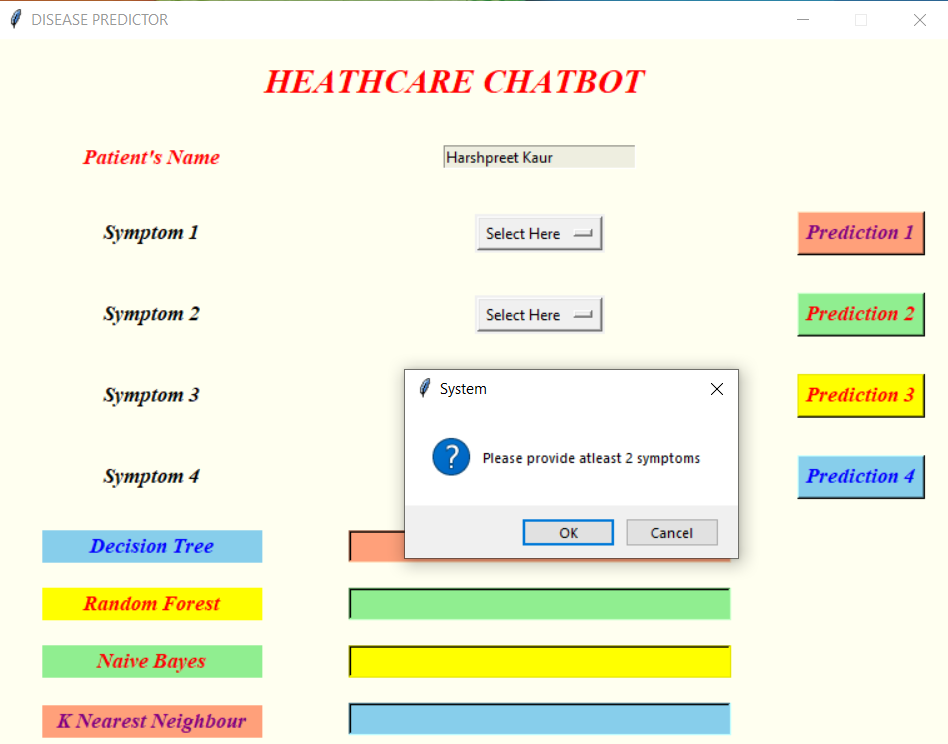 DISEASE PREDICTOR
HEATHCARE CHATBOT
Patient's Name
Harshpreet Kaur
Symptom 1
Select Here
Prediction 1
Symptom 2
Select Here
Prediction 2
Symptom 3
Prediction 3
Symptom 4
Prediction 4
System
Please provide atleast 2 symptoms
OK
Cancel
Decision Tree
Random Forest
Naive Bayes
K Nearest Neighbour